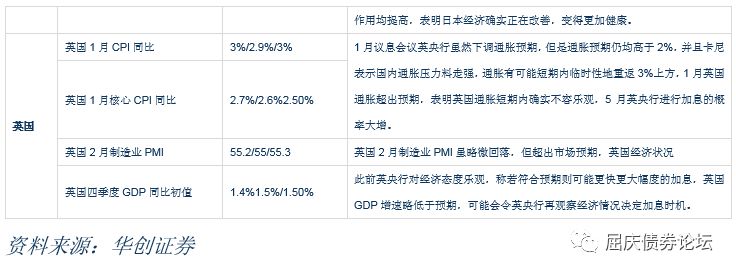 作用均提高，表明日本经济确实正在改善，变得更加健康。
英国
英国 1 月 CPI 同比
3%/2.9%/3%
英国 1 月核心 CPI 同比
2.7%/2.6%2.50%
1 月议息会议英央行虽然下调通胀预期，但是通胀预期仍均高于 2%，并且卡尼
表示国内通胀压力料走强，通胀有可能短期内临时性地重返 3%上方，1 月英国
通胀超出预期，表明英国通胀短期内确实不容乐观，5 月英央行进行加息的概
率大增。
英国 2 月制造业 PMI
55.2/55/55.3
英国 2 月制造业 PMI 虽略微回落，但超出市场预期，英国经济状况
英国四季度 GDP 同比初值
1.4%1.5%/1.50%
此前英央行对经济态度乐观，称若符合预期则可能更快更大幅度的加息，英国
GDP 增速略低于预期，可能会令英央行再观察经济情况决定加息时机。
资料来源：华创证券
屈庆债券论坛